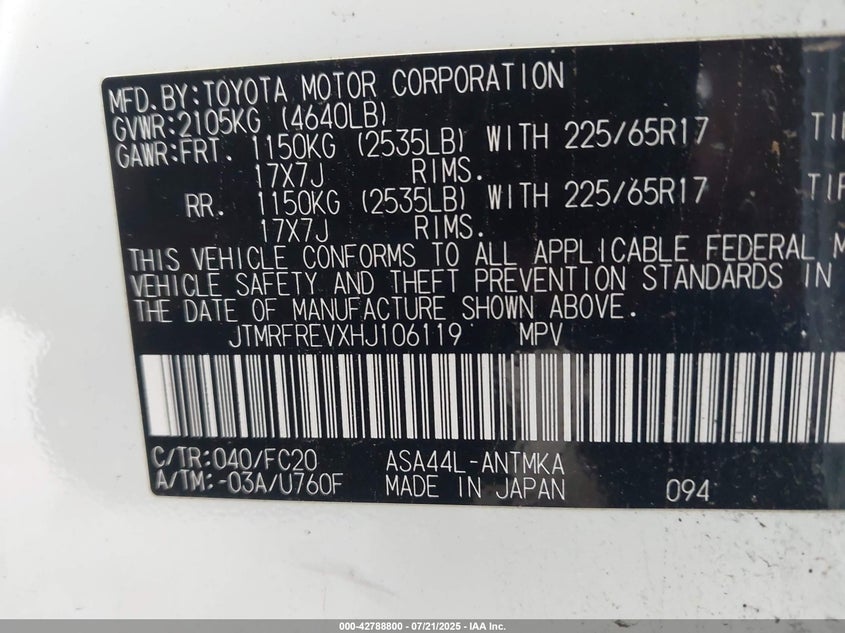 MFD.BY:TOYOTA MOTOR CORPORATION
GVWR:2105KG (4640LB)
GAWR:FRT. 1150KG (2535LB) WITH 225/65R17
17X7J RIMS.
RR. 1150KG (2535LB) WITH 225/65R17
17X7J RIMS.
THIS VEHICLE CONFORMS TO ALL APPLICABLE FEDERAL M
VEHICLE SAFETY AND THEFT PREVENTION STANDARDS IN
THE DATE OF MANUFACTURE SHOWN ABOVE.
JTMRFREVXHJ106119 MPV
C/TR:040/FC20 ASA44L-ANTMKA
A/TM:-03A/U760F MADE IN JAPAN 094
000-42788800 / 07/21/2025 - IAA Inc.